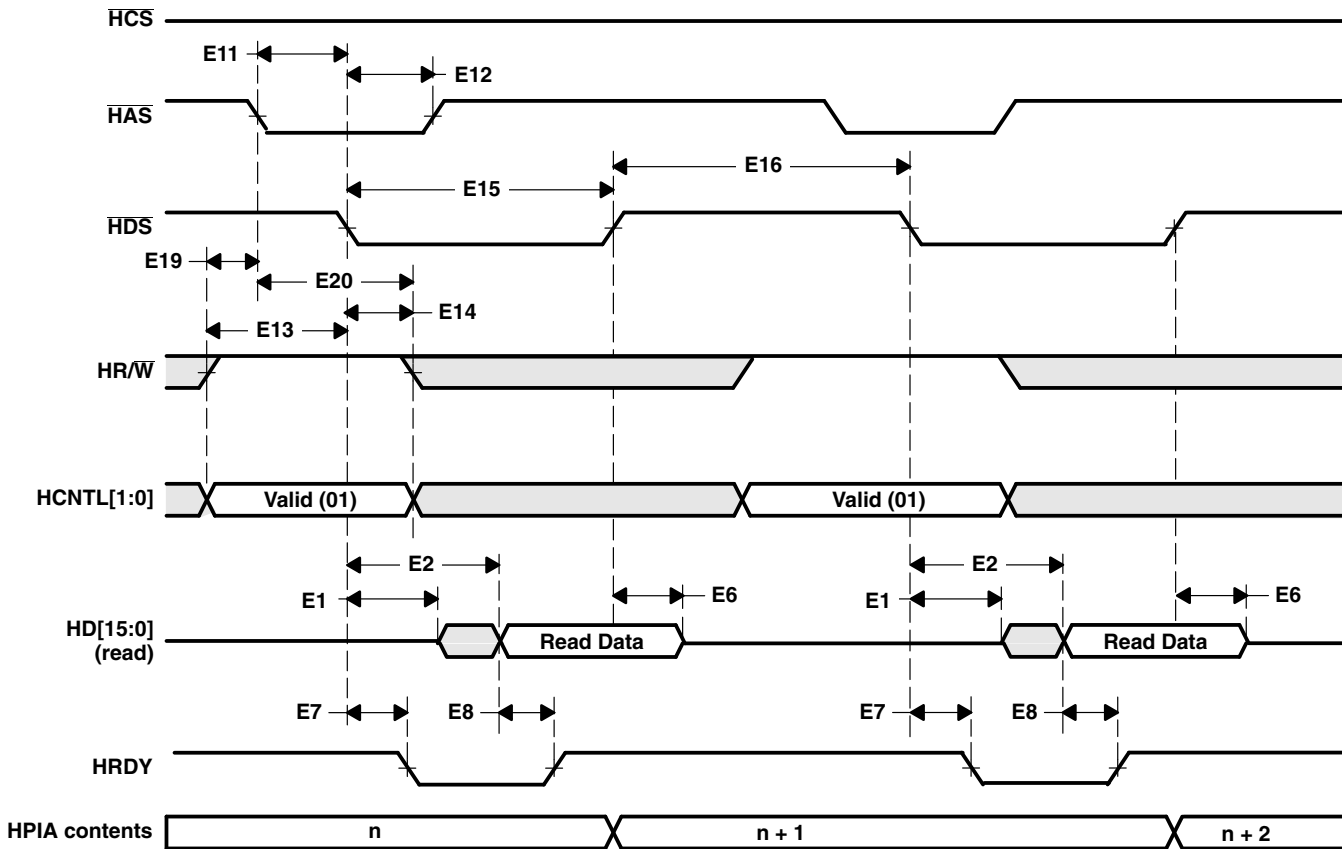 HCS
E11
E12
HAS
E16
E15
HDS
E19
E20
E14
E13
HR/W
HCNTL[1:0] Valid (01) Valid (01)
E2 E2
E1 E6 E1 E6
HD[15:0] Read Data Read Data
(read)
E7 E8 E7 E8
HRDY
HPIA contents n n + 1 n + 2